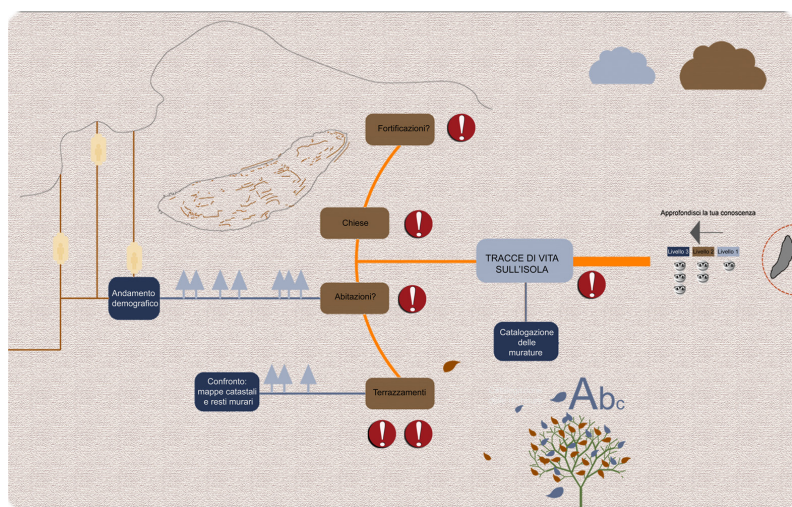 Fortificazioni?
Approfondisci la tua conoscenza
Chiese
Livello 3
Livello 2
Livello 1
TRACCE DI VITA
SULL'ISOLA
Andamento
demografico
Abitazioni?
Catalogazione
delle
murature
Confronto:
mappe catastali
e resti murari
Terrazzamenti
Abc